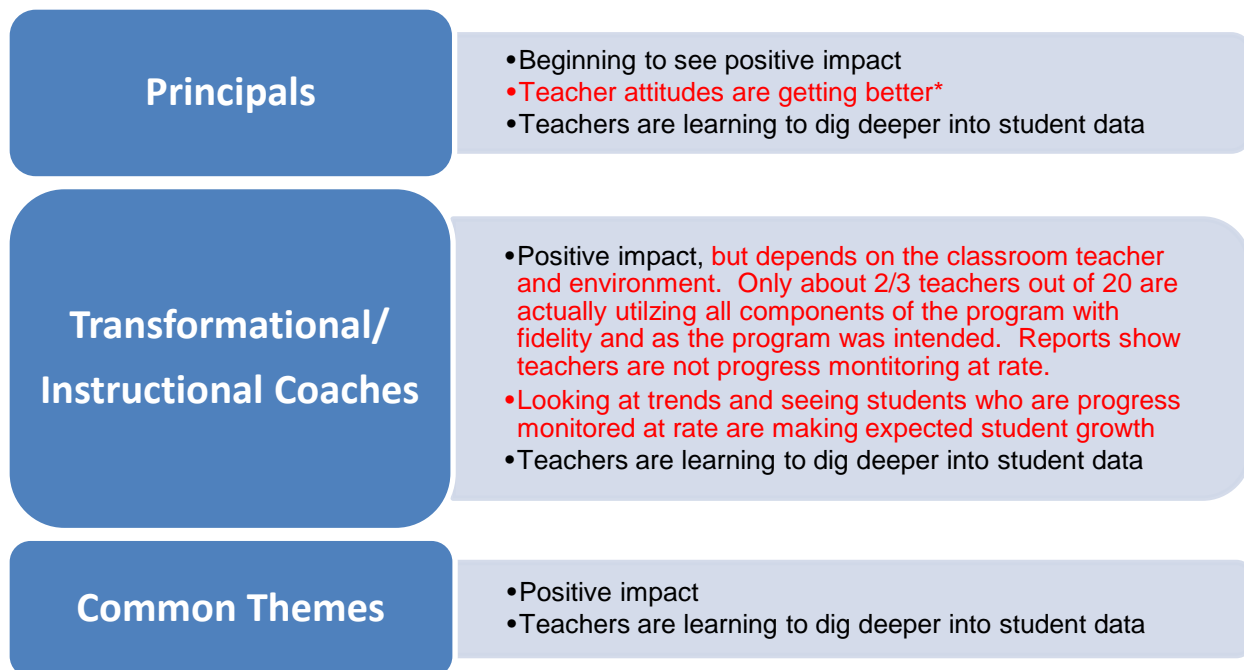 Principals
•Beginning to see positive impact
•Teacher attitudes are getting better*
•Teachers are learning to dig deeper into student data
Transformational/
Instructional Coaches
•Positive impact, but depends on the classroom teacher
and environment.  Only about 2/3 teachers out of 20 are
actually utilzing all components of the program with
fidelity and as the program was intended.  Reports show
teachers are not progress montitoring at rate.
•Looking at trends and seeing students who are progress
monitored at rate are making expected student growth
•Teachers are learning to dig deeper into student data
Common Themes
•Positive impact
•Teachers are learning to dig deeper into student data